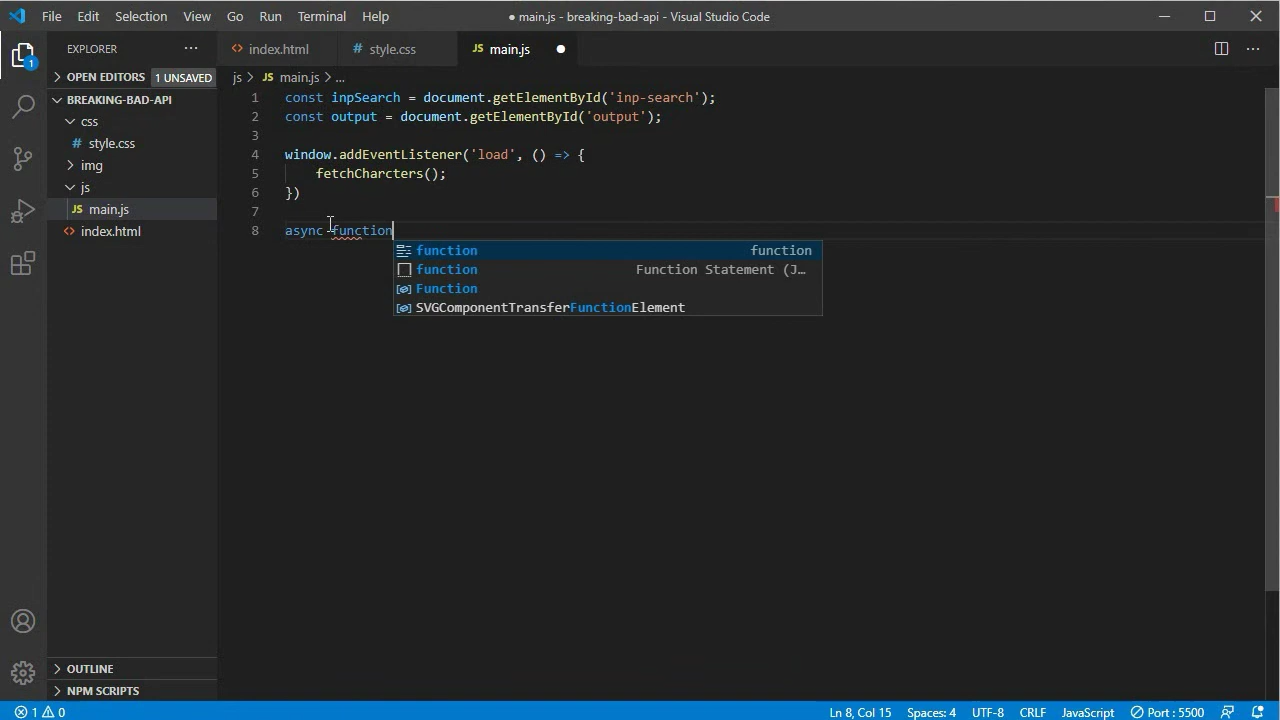 File Edit Selection View Go Run Terminal Help
● main.js - breaking-bad-api - Visual Studio Code
EXPLORER
index.html
# style.css
JS main.js ●
OPEN EDITORS 1 UNSAVED
js > JS main.js > ...
BREAKING-BAD-API
css
# style.css
img
js
JS main.js
index.html
1 const inpSearch = document.getElementById('inp-search');
2 const output = document.getElementById('output');
3
4 window.addEventListener('load', () => {
5 fetchCharcters();
6 })
7
8 async function
function function
function Function Statement (J…
Function
SVGComponentTransferFunctionElement
1
OUTLINE
NPM SCRIPTS
1 0 Ln 8, Col 15 Spaces: 4 UTF-8 CRLF JavaScript Port : 5500